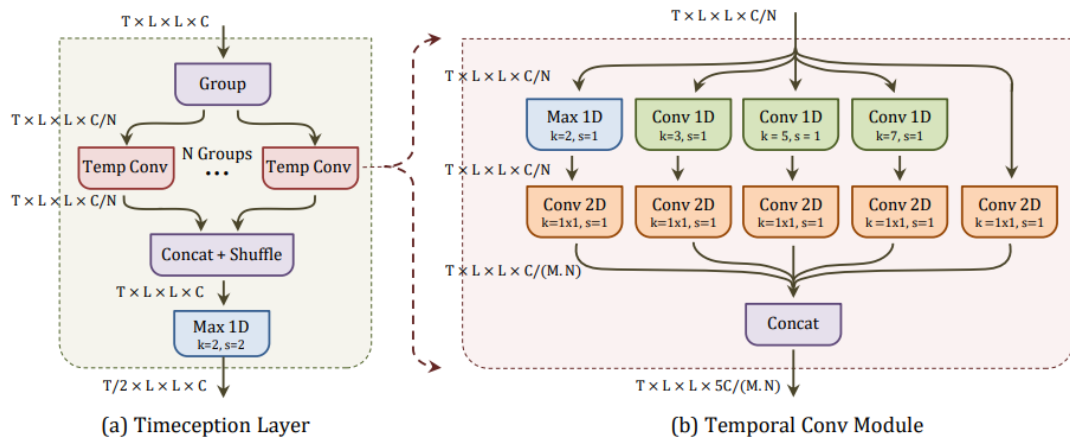 T × L × L × C
Group
T × L × L × C/N
Temp Conv
N Groups
...
Temp Conv
T × L × L × C/N
Concat + Shuffle
T × L × L × C
Max 1D
k=2, s=2
T/2 × L × L × C
(a) Timeception Layer
T × L × L × C/N
T × L × L × C/N
Max 1D
k=2, s=1
Conv 1D
k=3, s=1
Conv 1D
k = 5, s = 1
Conv 1D
k=7, s=1
T × L × L × C/N
Conv 2D
k=1x1, s=1
Conv 2D
k=1x1, s=1
Conv 2D
k=1x1, s=1
Conv 2D
k =1x1, s=1
Conv 2D
k =1x1, s=1
T × L × L × C/(M.N)
Concat
T × L × L × 5C/(M.N)
(b) Temporal Conv Module